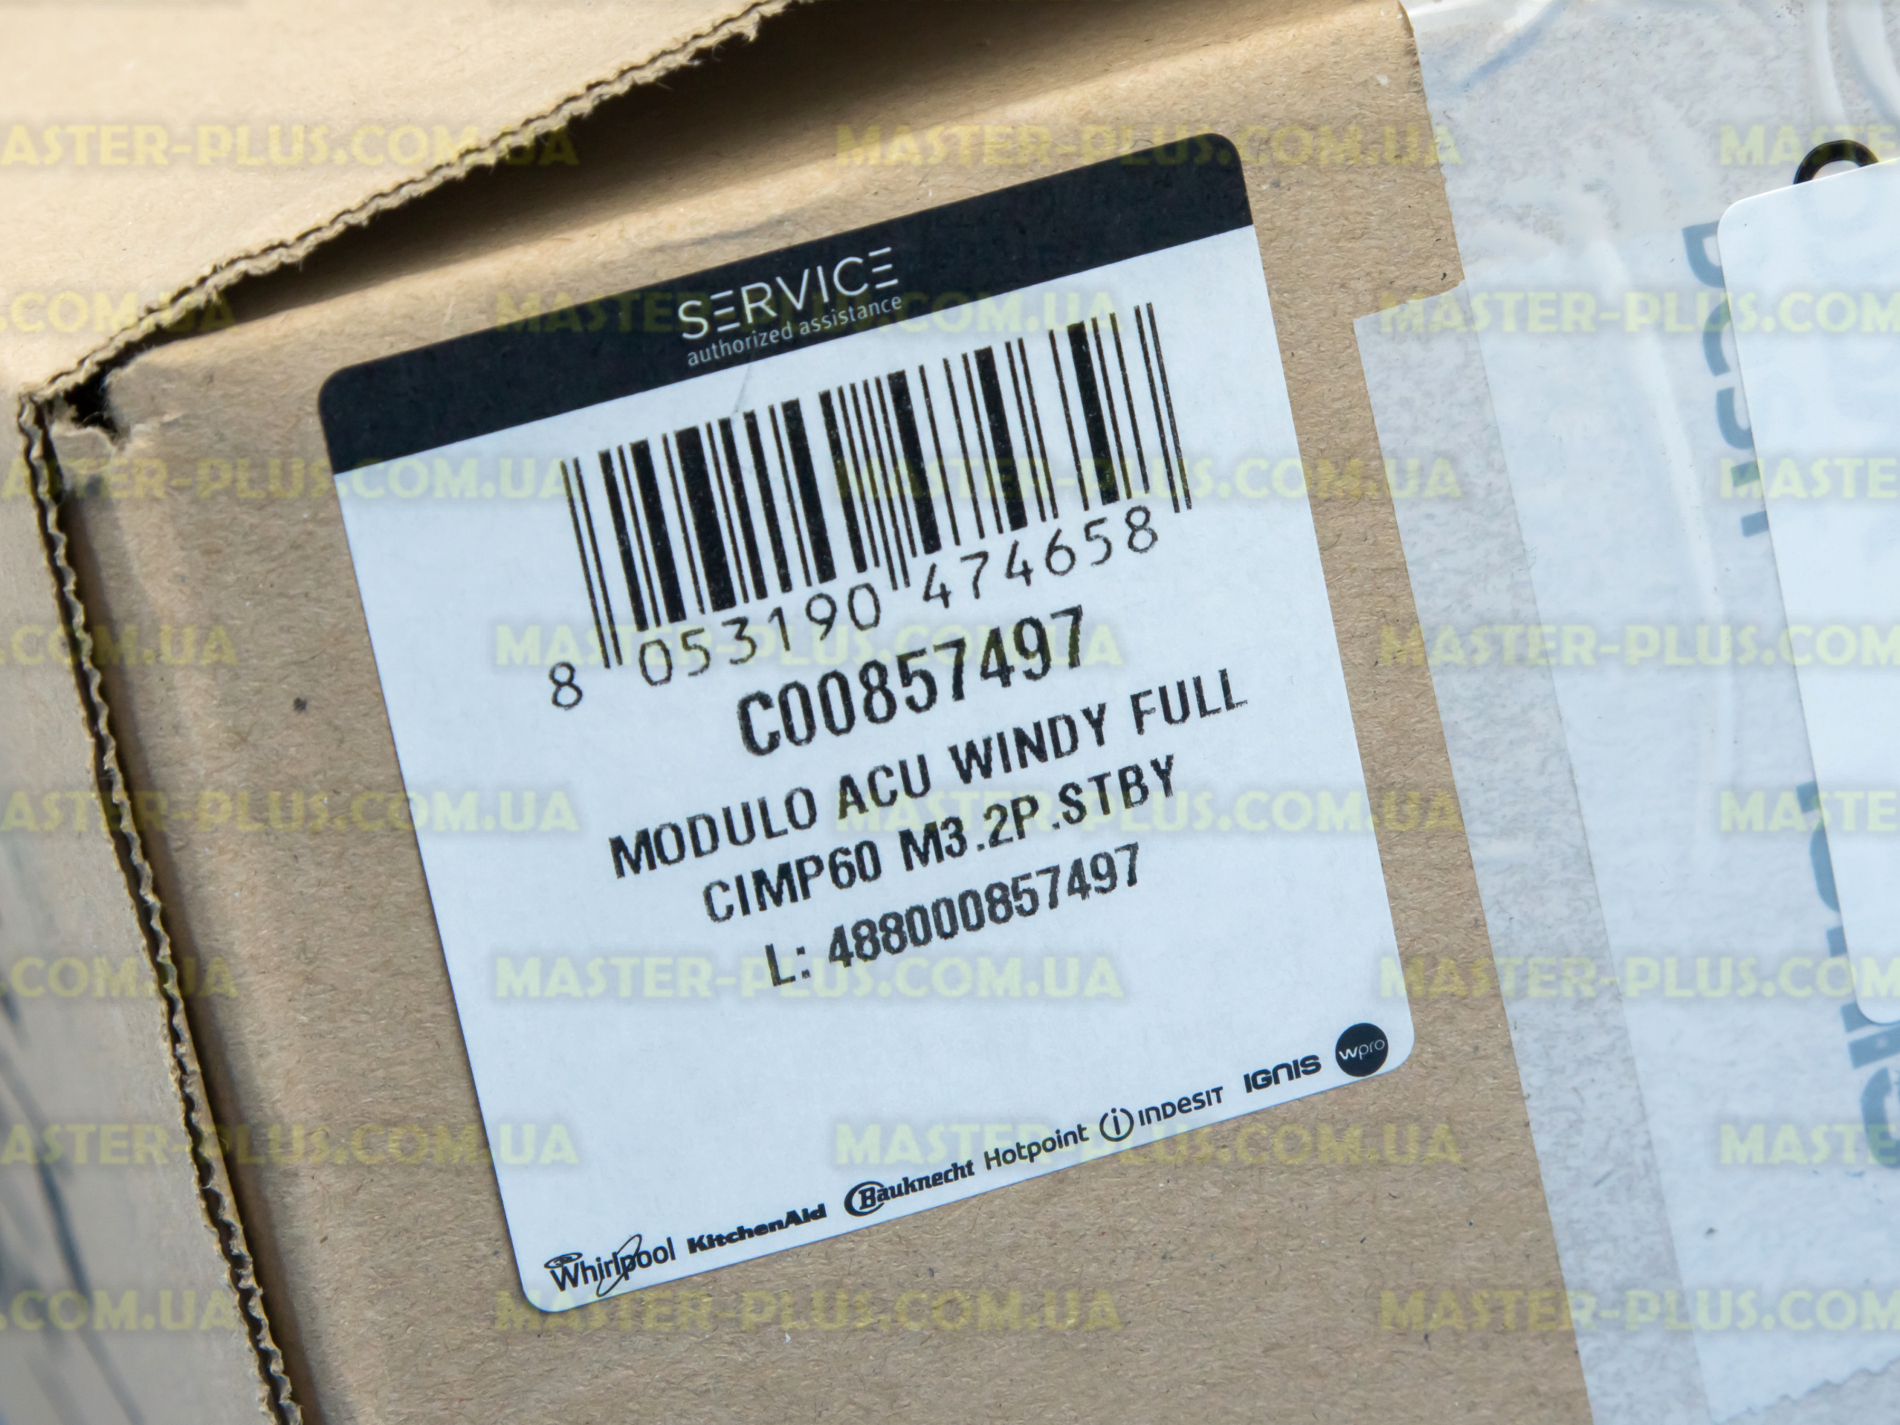 SERVICE
authorized assistance
8 053190 474658
C00857497
MODULO ACU WINDY FULL
CIMP60 M3.2P.STBY
L: 488000857497
Whirlpool KitchenAid Bauknecht Hotpoint indesit IGNIS wpro
MASTER-PLUS.COM.UA